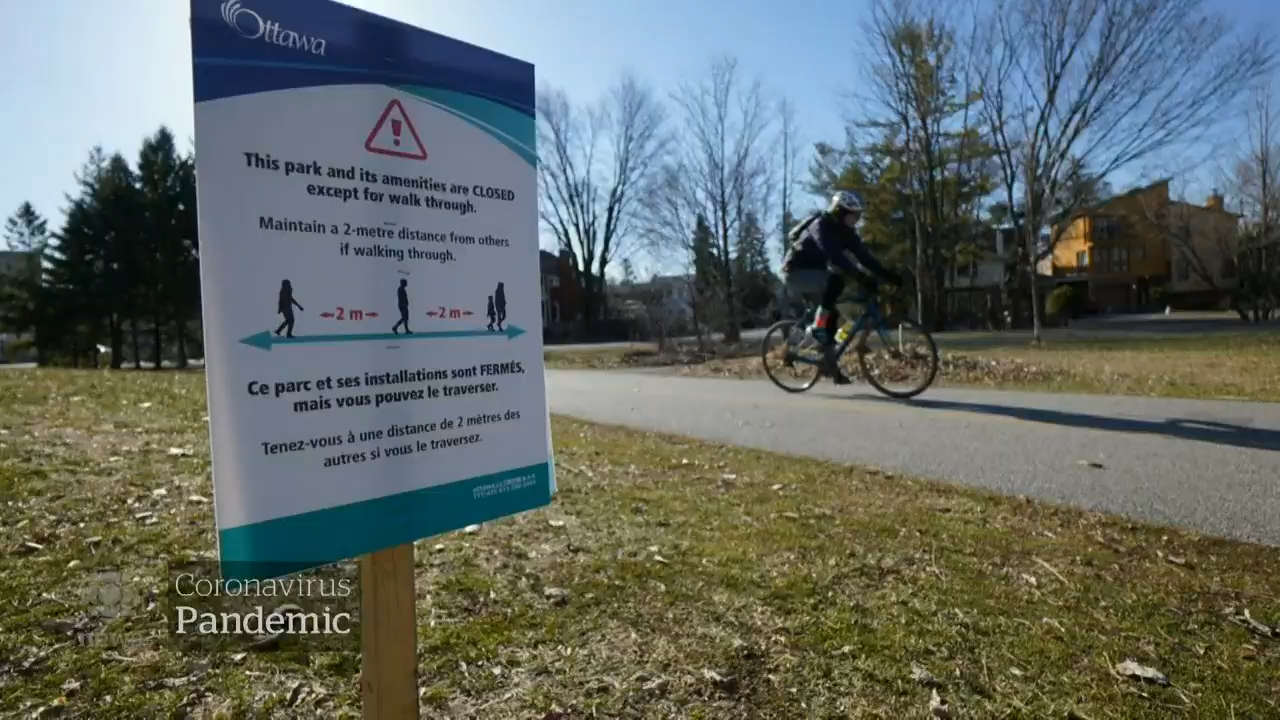 Ottawa
This park and its amenities are CLOSED
except for walk through.
Maintain a 2-metre distance from others
if walking through.
2 m
2 m
Ce parc et ses installations sont FERMÉS,
mais vous pouvez le traverser.
Tenez-vous à une distance de 2 mètres des
autres si vous le traversez.
Coronavirus
Pandemic